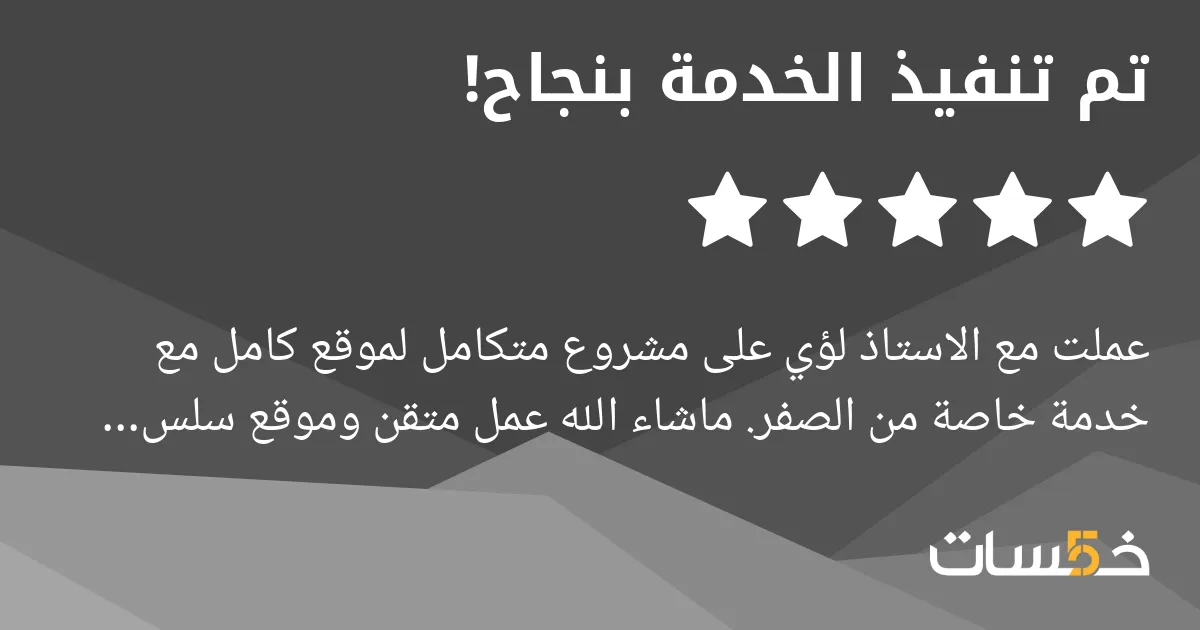 تم تنفيذ الخدمة بنجاح!
عملت مع الاستاذ لؤي على مشروع متكامل لموقع كامل مع
خدمة خاصة من الصفر. ماشاء الله عمل متقن وموقع سلس...
خمسات